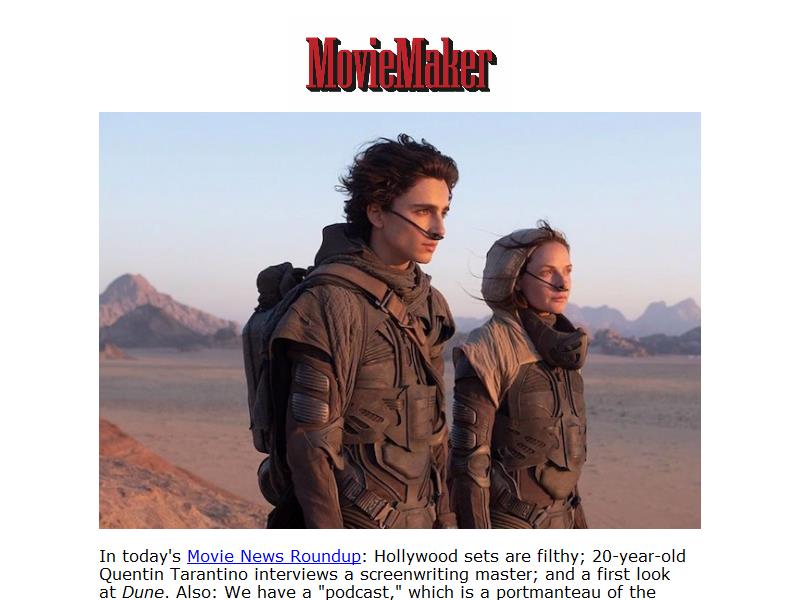 MovieMaker
In today's Movie News Roundup: Hollywood sets are filthy; 20-year-old
Quentin Tarantino interviews a screenwriting master; and a first look
at Dune. Also: We have a "podcast," which is a portmanteau of the